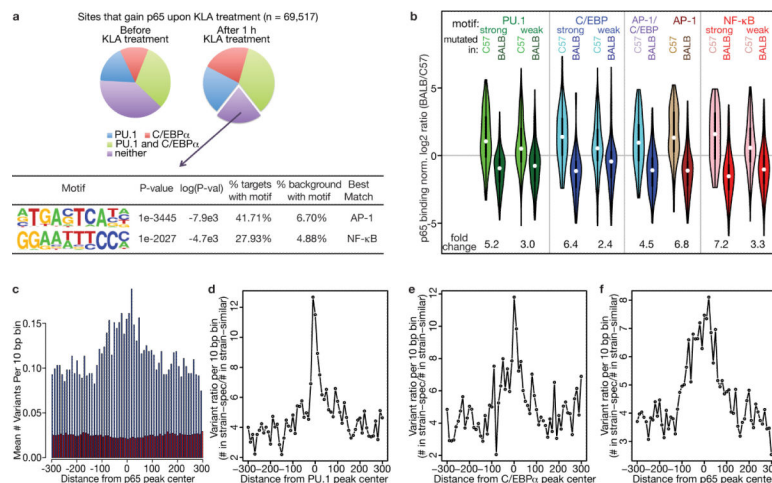 a
Sites that gain p65 upon KLA treatment (n = 69,517)
Before
KLA treatment
After 1 h
KLA treatment
PU.1
C/EBPα
PU.1 and C/EBPα
neither
Motif P-value log(P-val) % targets with motif % background with motif Best Match
ATGAGTCAT 1e-3445 -7.9e3 41.71% 6.70% AP-1
GGAATTTCCC 1e-2027 -4.7e3 27.93% 4.88% NF-κB
b
motif: PU.1 C/EBP AP-1/C/EBP AP-1 NF-κB
strong weak strong weak strong weak
mutated in:
C57 BALB C57 BALB C57 BALB C57 BALB C57 BALB C57 BALB C57 BALB C57 BALB
p65 binding norm. log2 ratio (BALB/C57)
5
0
-5
fold change 5.2 3.0 6.4 2.4 4.5 6.8 7.2 3.3
c
Mean # Variants Per 10 bp bin
0.15
0.10
0.05
0.00
-300 -200 -100 0 100 200 300
Distance from p65 peak center
d
Variant ratio per 10 bp bin
(# in strain-spec/# in strain-similar)
12
10
8
6
4
2
-300 -200 -100 0 100 200 300
Distance from PU.1 peak center
e
Variant ratio per 10 bp bin
(# in strain-spec/# in strain-similar)
12
10
8
6
4
2
-300 -200 -100 0 100 200 300
Distance from C/EBPα peak center
f
Variant ratio per 10 bp bin
(# in strain-spec/# in strain-similar)
8
7
6
5
4
3
-300 -200 -100 0 100 200 300
Distance from p65 peak center